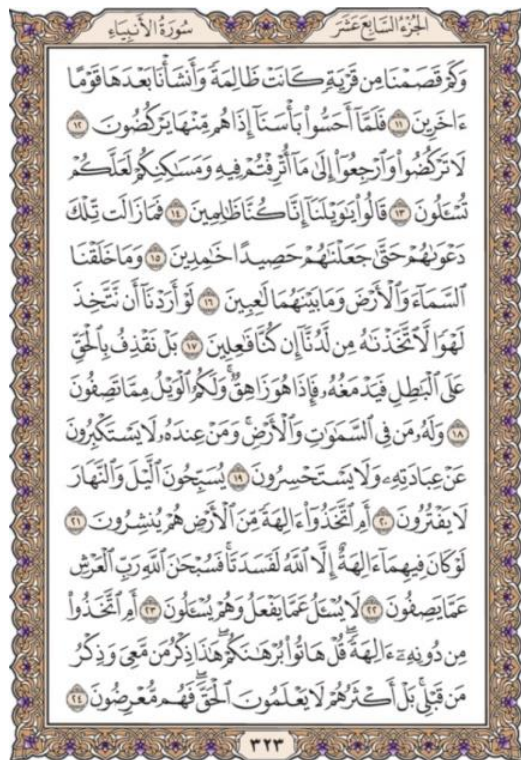 الجزء السابع عشر
سورة الأنبياء
وَكَمْ قَصَمْنَا مِن قَرْيَةٍ كَانَتْ ظَالِمَةً وَأَنشَأْنَا بَعْدَهَا قَوْمًا
ءَاخَرِينَ ١١ فَلَمَّآ أَحَسُّوا۟ بَأْسَنَآ إِذَا هُم مِّنْهَا يَرْكُضُونَ ١٢
لَا تَرْكُضُوا۟ وَٱرْجِعُوٓا۟ إِلَىٰ مَآ أُتْرِفْتُمْ فِيهِ وَمَسَـٰكِنِكُمْ لَعَلَّكُمْ
تُسْـَٔلُونَ ١٣ قَالُوا۟ يَـٰوَيْلَنَآ إِنَّا كُنَّا ظَـٰلِمِينَ ١٤ فَمَا زَالَت تِّلْكَ
دَعْوَىٰهُمْ حَتَّىٰ جَعَلْنَـٰهُمْ حَصِيدًا خَـٰمِدِينَ ١٥ وَمَا خَلَقْنَا
ٱلسَّمَآءَ وَٱلْأَرْضَ وَمَا بَيْنَهُمَا لَـٰعِبِينَ ١٦ لَوْ أَرَدْنَآ أَن نَّتَّخِذَ
لَهْوًا لَّٱتَّخَذْنَـٰهُ مِن لَّدُنَّآ إِن كُنَّا فَـٰعِلِينَ ١٧ بَلْ نَقْذِفُ بِٱلْحَقِّ
عَلَى ٱلْبَـٰطِلِ فَيَدْمَغُهُۥ فَإِذَا هُوَ زَاهِقٌ ۚ وَلَكُمُ ٱلْوَيْلُ مِمَّا تَصِفُونَ
١٨ وَلَهُۥ مَن فِى ٱلسَّمَـٰوَٰتِ وَٱلْأَرْضِ ۚ وَمَنْ عِندَهُۥ لَا يَسْتَكْبِرُونَ
عَنْ عِبَادَتِهِۦ وَلَا يَسْتَحْسِرُونَ ١٩ يُسَبِّحُونَ ٱلَّيْلَ وَٱلنَّهَارَ
لَا يَفْتُرُونَ ٢٠ أَمِ ٱتَّخَذُوٓا۟ ءَالِهَةً مِّنَ ٱلْأَرْضِ هُمْ يُنشِرُونَ ٢١
لَوْ كَانَ فِيهِمَآ ءَالِهَةٌ إِلَّا ٱللَّهُ لَفَسَدَتَا ۚ فَسُبْحَـٰنَ ٱللَّهِ رَبِّ ٱلْعَرْشِ
عَمَّا يَصِفُونَ ٢٢ لَا يُسْـَٔلُ عَمَّا يَفْعَلُ وَهُمْ يُسْـَٔلُونَ ٢٣ أَمِ ٱتَّخَذُوا۟
مِن دُونِهِۦٓ ءَالِهَةً ۖ قُلْ هَاتُوا۟ بُرْهَـٰنَكُمْ ۖ هَـٰذَا ذِكْرُ مَن مَّعِىَ وَذِكْرُ
مَن قَبْلِى ۗ بَلْ أَكْثَرُهُمْ لَا يَعْلَمُونَ ٱلْحَقَّ ۖ فَهُم مُّعْرِضُونَ ٢٤
٣٢٣